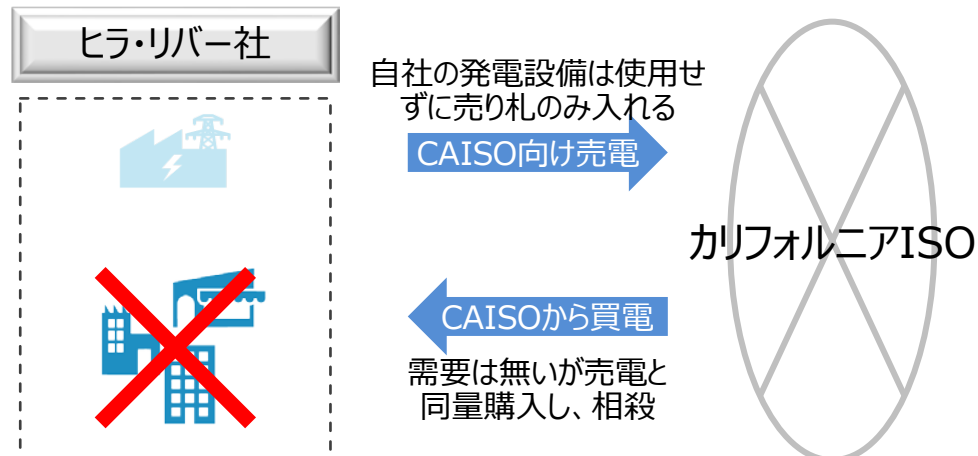 ヒラ・リバー社
自社の発電設備は使用せ
ずに売り札のみ入れる
CAISO向け売電
カリフォルニアISO
CAISOから買電
需要は無いが売電と
同量購入し、相殺